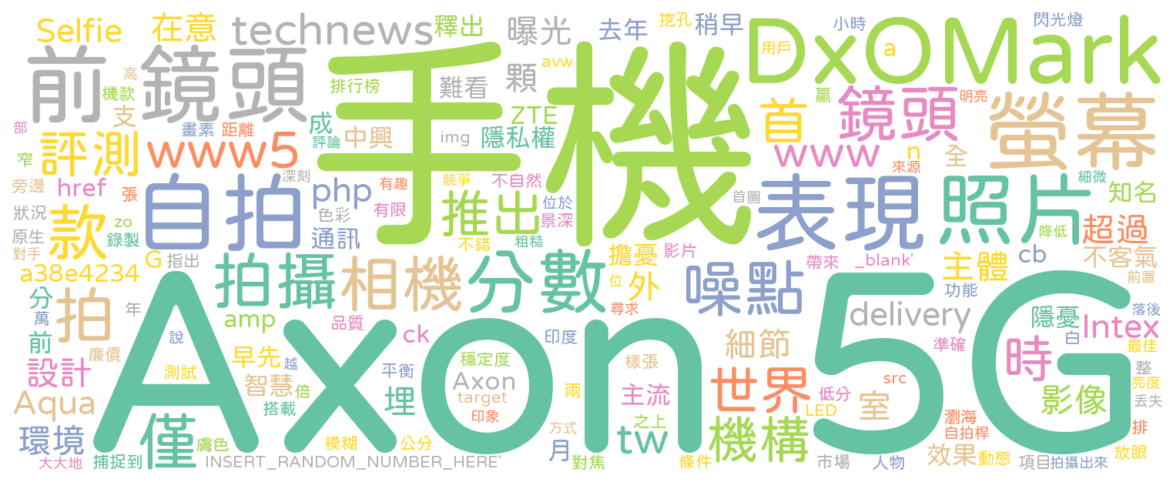 Selfie 在意 technews 釋出 曝光 去年 挖孔 稍早 小時 閃光燈
用戶 a DxOMark
前鏡頭 高 機款 支 排行榜 難看 avw 顆 手機 贏 明亮
首 鏡頭 螢幕
部 畫素 距離 成 評論 中興 img ZTE 隱私權
窄 評測 www5 www n 全 來源
旁邊 href 張 自拍 深刻 php 有趣 競爭 不自然 首圖 表現 照片 細微 知名
狀況 款 zo 色彩 有限 推出 位於 景深 超過
原生 錄製 通訊 不錯 粗糙 降低
對手 G 指出 擔憂 影片 帶來 _blank' 主體 cb 不客氣
a38e4234 拍攝 相機 分數 位 外 噪點 功能 前置
分 萬 拍 年 品質 尋求 delivery 隱憂 落後
前 說 amp ck 穩定度 印度 細節 準確 時 白 Intex 最佳
廉價 早先 越 平衡 樣張 整
設計 測試 智慧 倍 Axon 兩 主流 世界 低分 src 影像 亮度
Aqua 搭載 埋 target 印象 之上 LED 室 丟失
Axon 5G
環境 僅 膚色 模糊 公分 方式 月 tw 機構 瀏海 排
自拍桿 效果 動態 放眼
大大地 捕捉到 INSERT_RANDOM_NUMBER_HERE' 對焦 條件 市場 人物 項目 拍攝出來